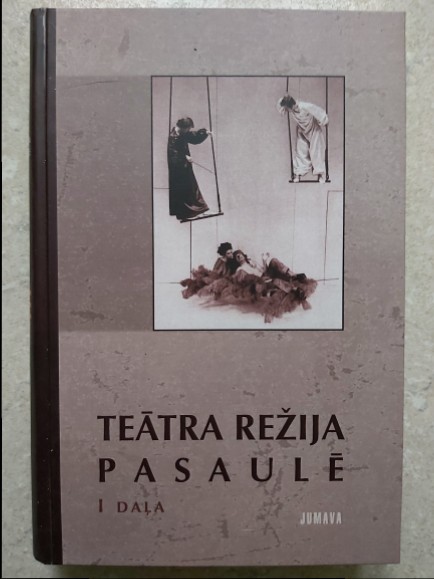 TEĀTRA REŽIJA
PASAULĒ
I DAĻA
JUMAVA